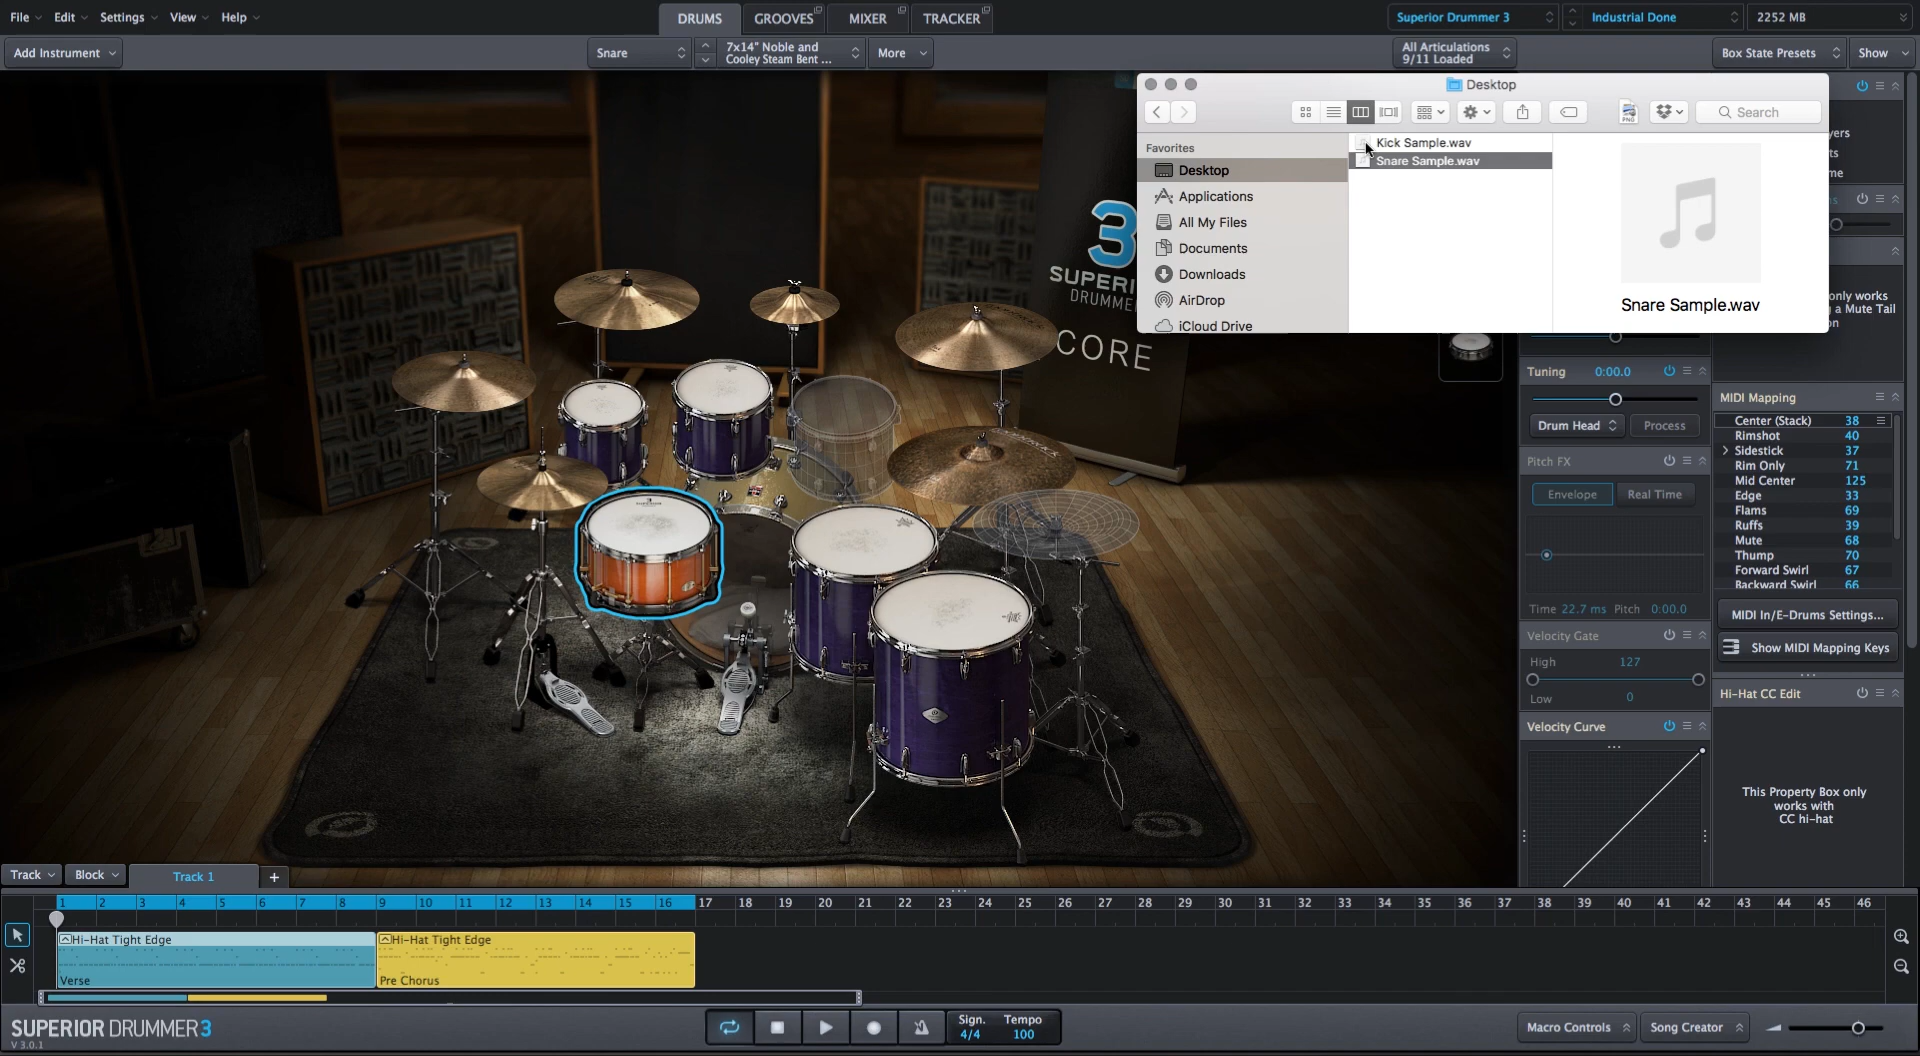 File Edit Settings View Help
DRUMS GROOVES MIXER TRACKER
Superior Drummer 3 Industrial Done 2252 MB
Add Instrument
Snare
7x14" Noble and
Cooley Steam Bent ...
More
All Articulations
9/11 Loaded
Box State Presets
Show
Desktop
Search
Favorites
Desktop
Applications
All My Files
Documents
Downloads
AirDrop
iCloud Drive
Kick Sample.wav
Snare Sample.wav
Snare Sample.wav
yers
ts
me
only works
a Mute Tail
on
3
SUPERI
DRUMME
CORE
Tuning 0:00.0
Drum Head Process
Pitch FX
Envelope Real Time
Time 22.7 ms Pitch 0:00.0
Velocity Gate
High 127
Low 0
Velocity Curve
MIDI Mapping
Center (Stack) 38
Rimshot 40
Sidestick 37
Rim Only 71
Mid Center 125
Edge 33
Flams 69
Ruffs 39
Mute 68
Thump 70
Forward Swirl 67
Backward Swirl 66
MIDI In/E-Drums Settings...
Show MIDI Mapping Keys
Hi-Hat CC Edit
This Property Box only
works with
CC hi-hat
Track Block Track 1 +
1 2 3 4 5 6 7 8 9 10 11 12 13 14 15 16 17 18 19 20 21 22 23 24 25 26 27 28 29 30 31 32 33 34 35 36 37 38 39 40 41 42 43 44 45 46
Hi-Hat Tight Edge Hi-Hat Tight Edge
Verse Pre Chorus
SUPERIOR DRUMMER 3
V 3.0.1
Sign. Tempo
4/4 100
Macro Controls
Song Creator